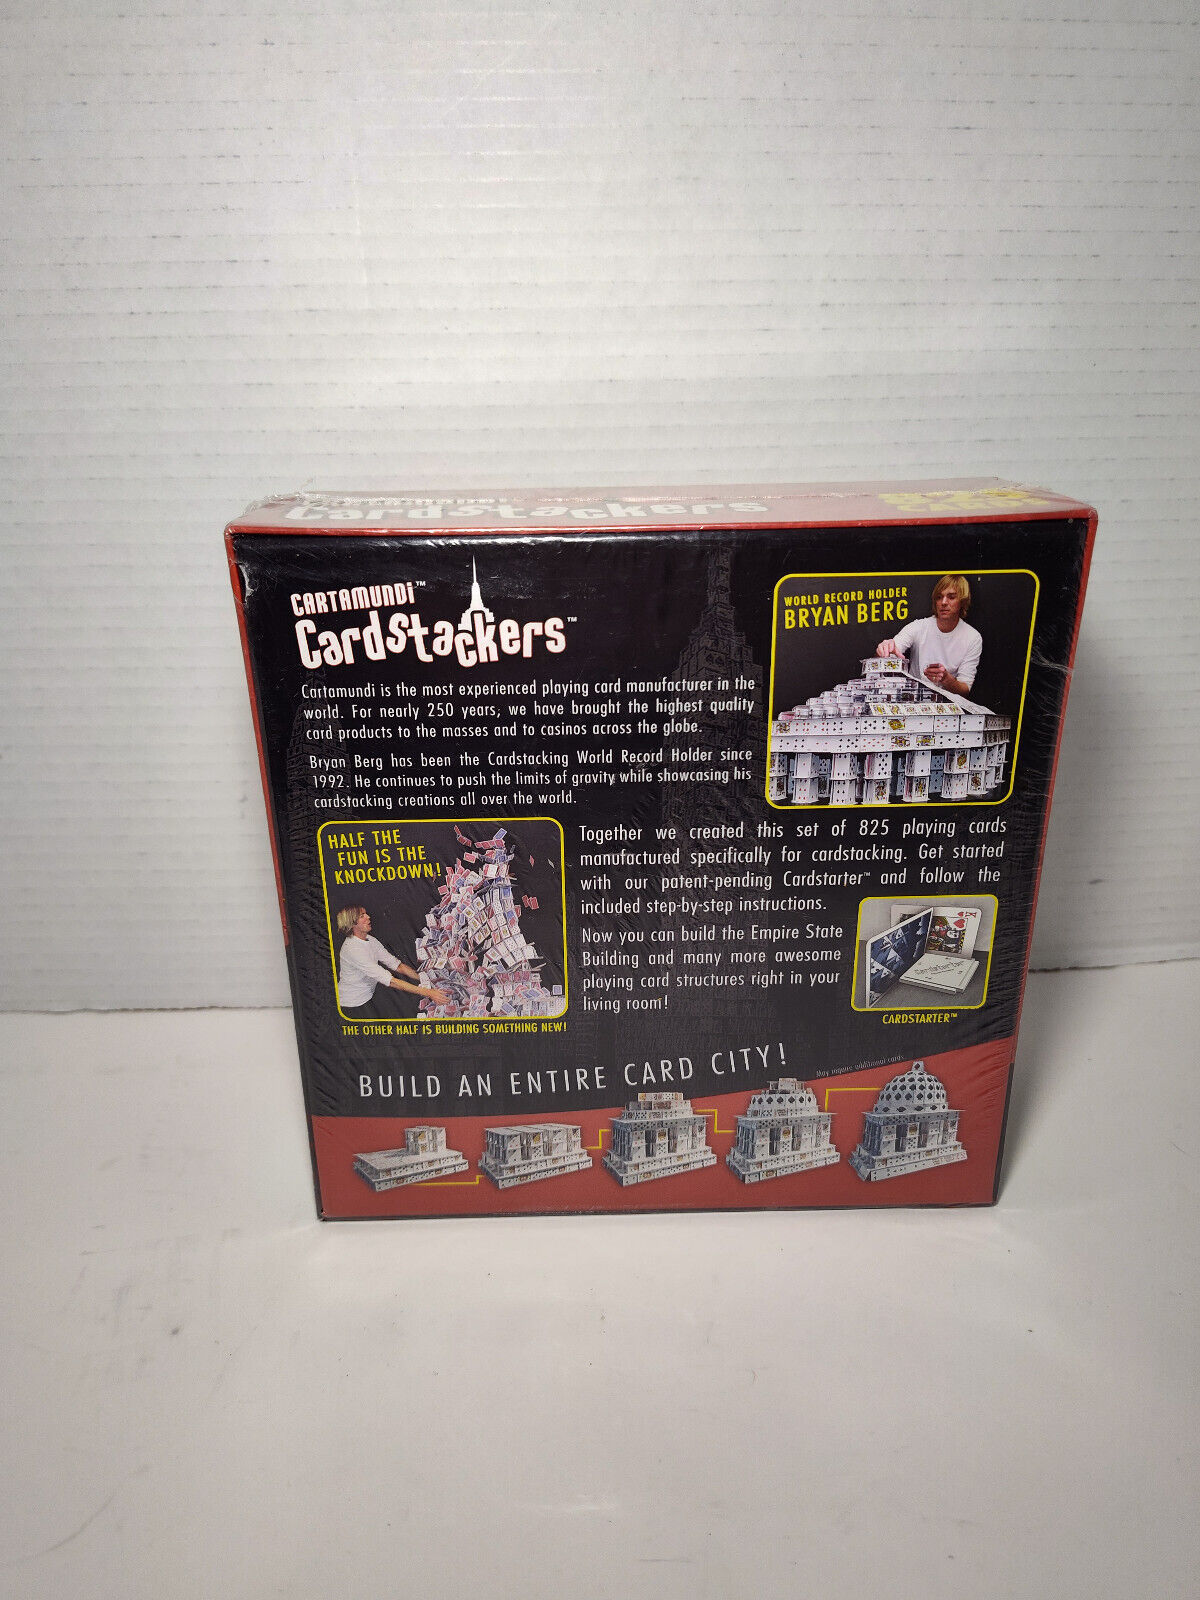 Cardstackers
CARTAMUNDi™
Cardstackers™
Cartamundi is the most experienced playing card manufacturer in the
world. For nearly 250 years, we have brought the highest quality
card products to the masses and to casinos across the globe.
Bryan Berg has been the Cardstacking World Record Holder since
1992. He continues to push the limits of gravity while showcasing his
cardstacking creations all over the world.
WORLD RECORD HOLDER
BRYAN BERG
HALF THE
FUN IS THE
KNOCKDOWN!
THE OTHER HALF IS BUILDING SOMETHING NEW!
Together we created this set of 825 playing cards
manufactured specifically for cardstacking. Get started
with our patent-pending Cardstarter™ and follow the
included step-by-step instructions.
Now you can build the Empire State
Building and many more awesome
playing card structures right in your
living room!
Cardstarter
CARDSTARTER™
BUILD AN ENTIRE CARD CITY!
May require additional cards.